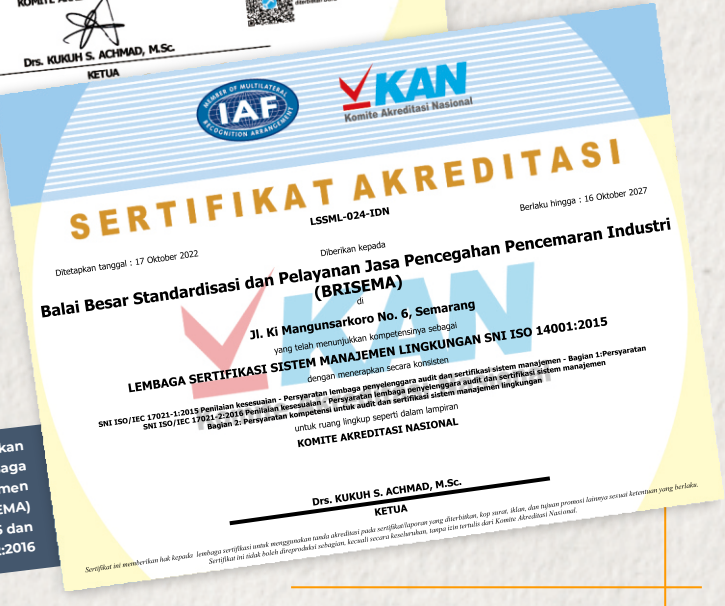 Drs. KUKUH S. ACHMAD, M.Sc.
KETUA
MEMBER OF MULTILATERAL
IAF
RECOGNITION ARRANGEMENT
KAN
Komite Akreditasi Nasional
SERTIFIKAT AKREDITASI
LSSML-024-IDN
Ditetapkan tanggal : 17 Oktober 2022
Berlaku hingga : 16 Oktober 2027
Diberikan kepada
Balai Besar Standardisasi dan Pelayanan Jasa Pencegahan Pencemaran Industri
(BRISEMA)
di
Jl. Ki Mangunsarkoro No. 6, Semarang
yang telah menunjukkan kompetensinya sebagai
LEMBAGA SERTIFIKASI SISTEM MANAJEMEN LINGKUNGAN SNI ISO 14001:2015
dengan menerapkan secara konsisten
SNI ISO/IEC 17021-1:2015 Penilaian kesesuaian - Persyaratan lembaga penyelenggara audit dan sertifikasi sistem manajemen - Bagian 1:Persyaratan
SNI ISO/IEC 17021-2:2016 Penilaian kesesuaian - Persyaratan lembaga penyelenggara audit dan sertifikasi sistem manajemen
Bagian 2: Persyaratan kompetensi untuk audit dan sertifikasi sistem manajemen lingkungan
untuk ruang lingkup seperti dalam lampiran
KOMITE AKREDITASI NASIONAL
Drs. KUKUH S. ACHMAD, M.Sc.
KETUA
Sertifikat ini memberikan hak kepada lembaga sertifikasi untuk menggunakan tanda akreditasi pada sertifikat/laporan yang diterbitkan, kop surat, iklan, dan tujuan promosi lainnya sesuai ketentuan yang berlaku.
Sertifikat ini tidak boleh direproduksi sebagian, kecuali secara keseluruhan, tanpa izin tertulis dari Komite Akreditasi Nasional.
kan
aga
men
EMA)
dan
:2016